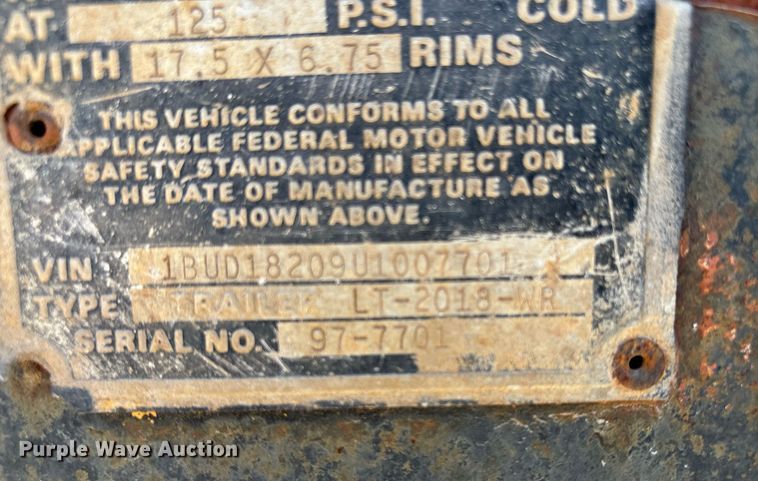 AT 125 P.S.I. COLD
WITH 17.5 X 6.75 RIMS
THIS VEHICLE CONFORMS TO ALL
APPLICABLE FEDERAL MOTOR VEHICLE
SAFETY STANDARDS IN EFFECT ON
THE DATE OF MANUFACTURE AS
SHOWN ABOVE.
VIN 1BUD18209U1007701
TYPE TRAILER LT-2018-WR
SERIAL NO. 97-7701
Purple Wave Auction